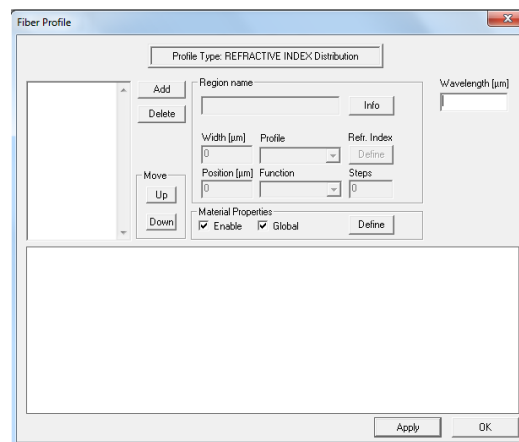 Fiber Profile
Profile Type: REFRACTIVE INDEX Distribution
Add
Delete
Move
Up
Down
Region name
Info
Width [µm] Profile Refr. Index
0 Define
Position [µm] Function Steps
0 0
Material Properties
Enable Global Define
Wavelength [µm]
Apply OK